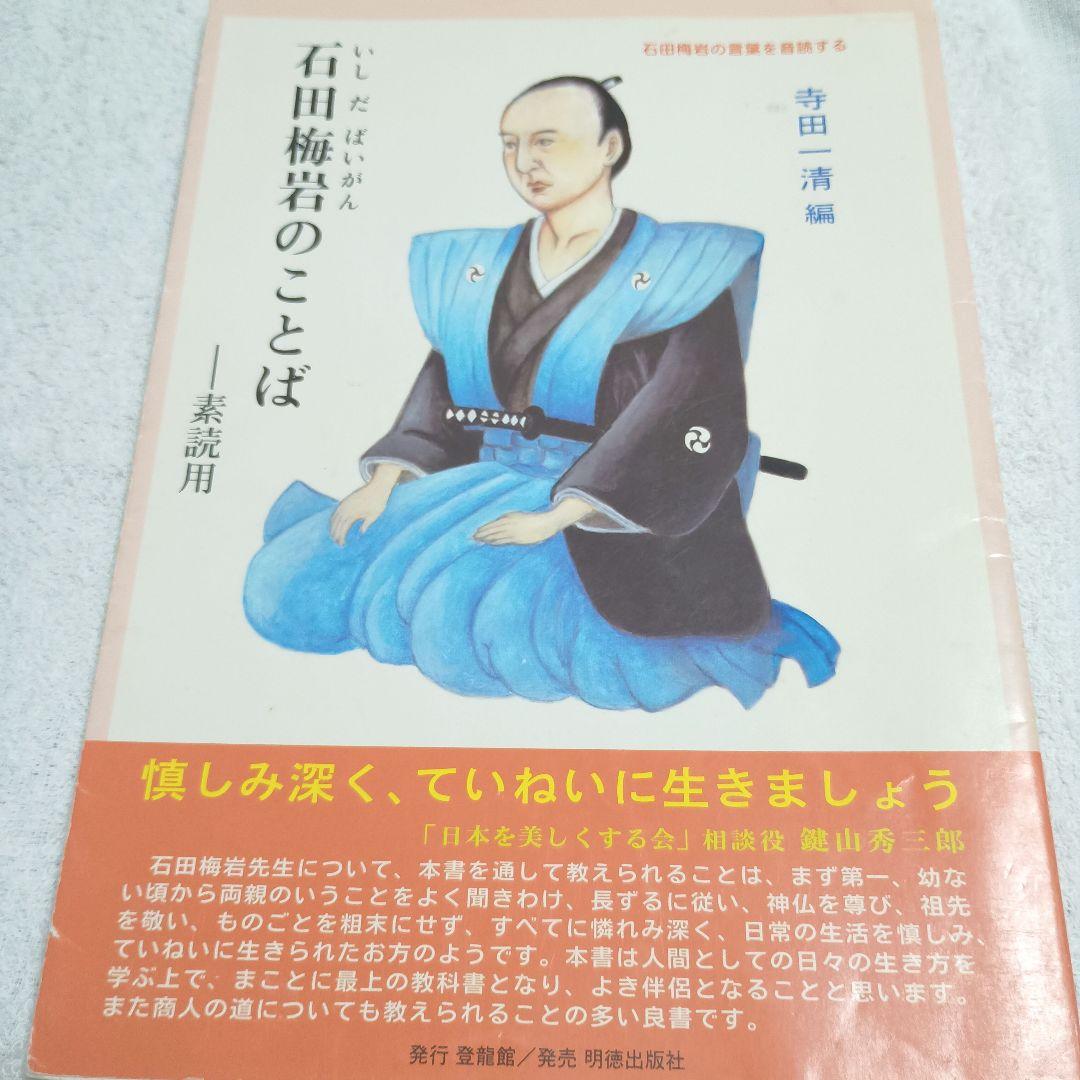 石田梅岩の言葉を音読する
寺田一清 編
いし だ ばいがん
石田梅岩のことば
―素読用
慎しみ深く、ていねいに生きましょう
「日本を美しくする会」相談役 鍵山秀三郎
石田梅岩先生について、本書を通して教えられることは、まず第一、幼な
い頃から両親のいうことをよく聞きわけ、長ずるに従い、神仏を尊び、祖先
を敬い、ものごとを粗末にせず、すべてに憐れみ深く、日常の生活を慎しみ、
ていねいに生きられたお方のようです。本書は人間としての日々の生き方を
学ぶ上で、まことに最上の教科書となり、よき伴侶となることと思います。
また商人の道についても教えられることの多い良書です。
発行 登龍館／発売 明徳出版社